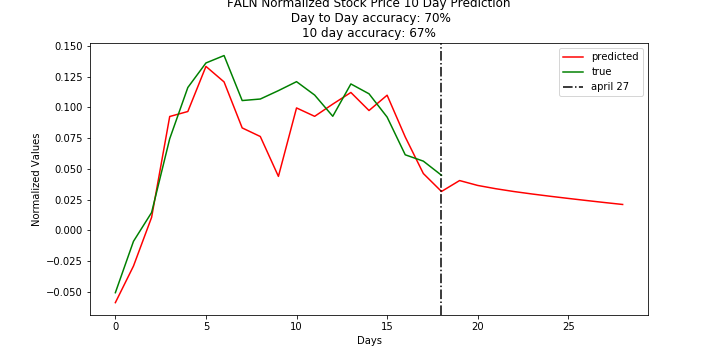 FALN Normalized Stock Price 10 Day Prediction
Day to Day accuracy: 70%
10 day accuracy: 67%
0.150
0.125
0.100
0.075
0.050
0.025
0.000
−0.025
−0.050
Normalized Values
predicted
true
april 27
0 5 10 15 20 25
Days